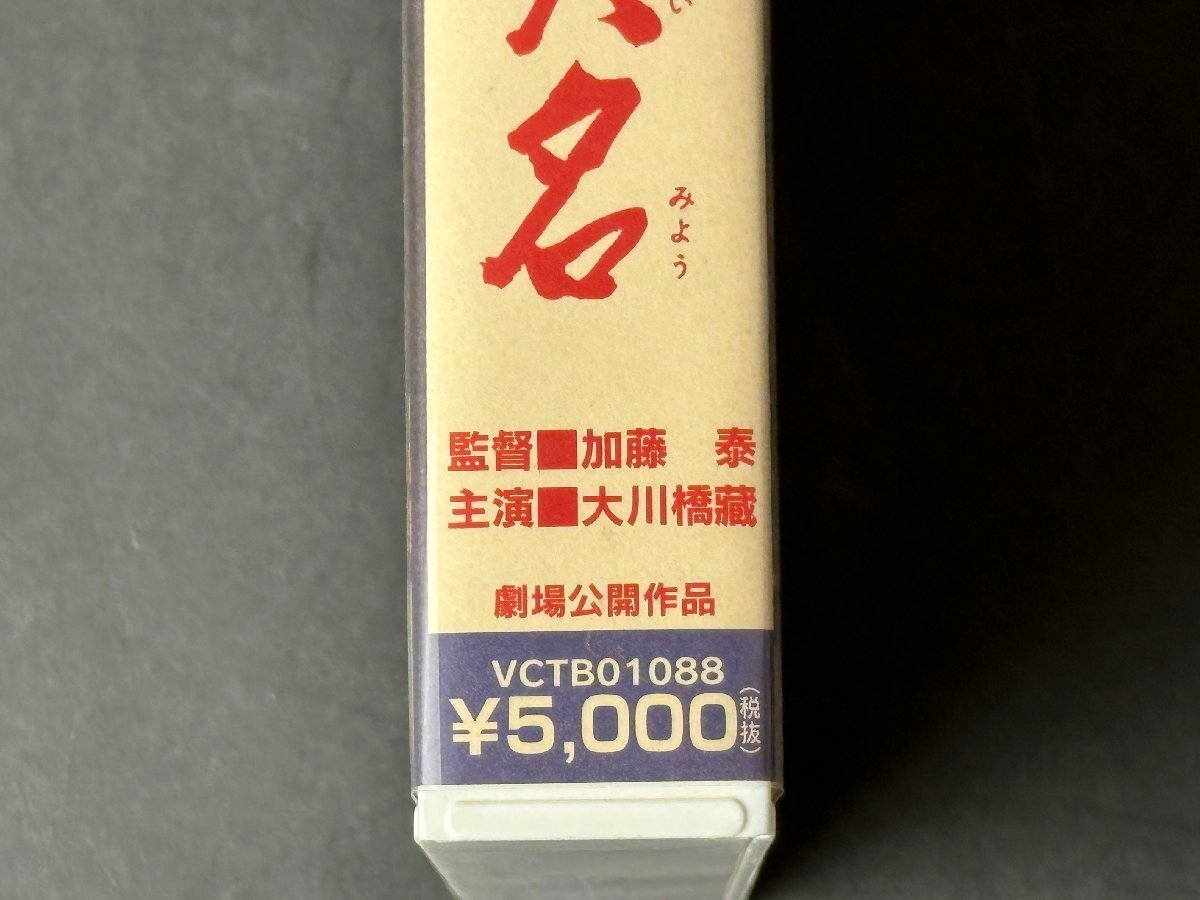 名
い
みよう
監督■加藤 泰
主演■大川橋藏
劇場公開作品
VCTB01088
¥5,000(税抜)